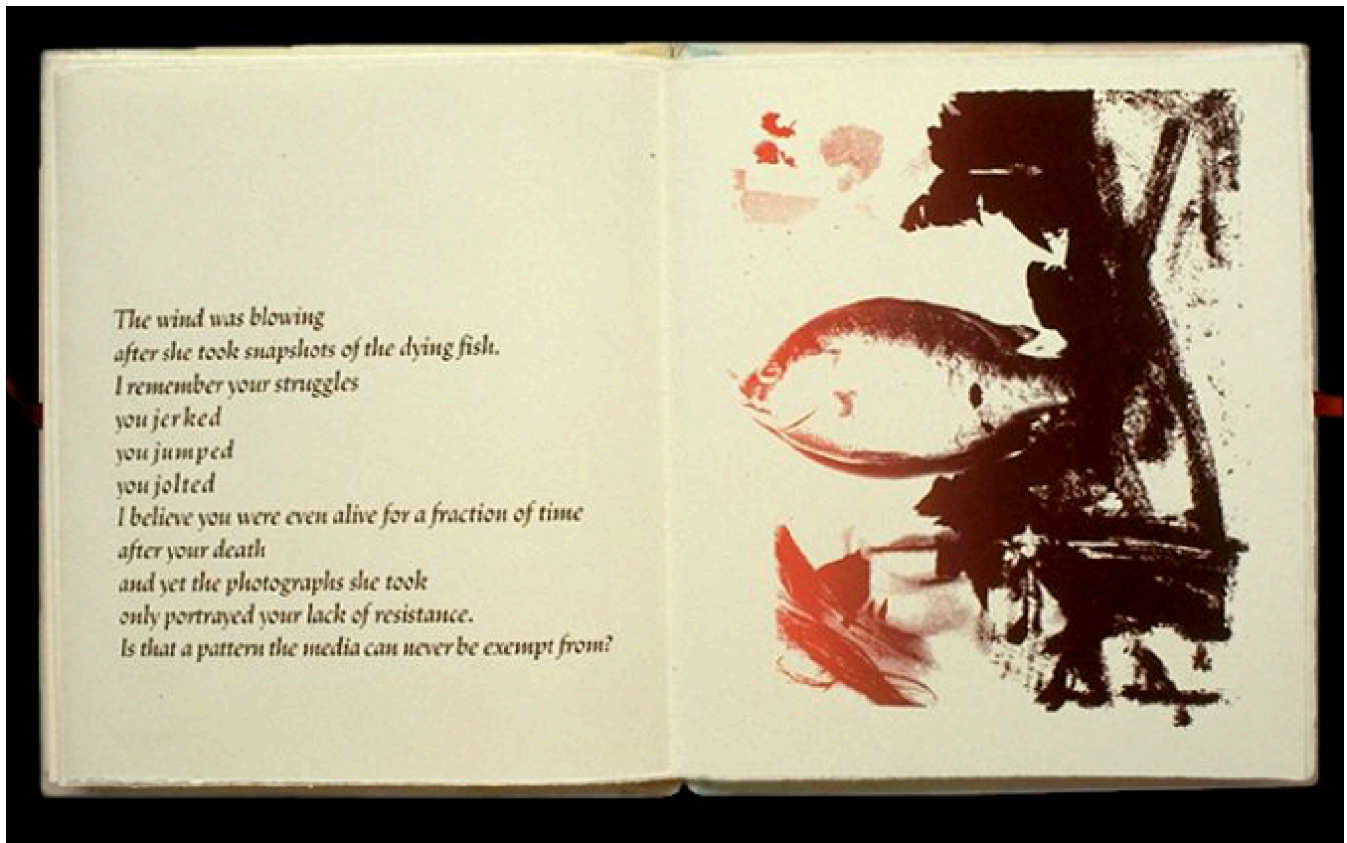 The wind was blowing
after she took snapshots of the dying fish.
I remember your struggles
you jerked
you jumped
you jolted
I believe you were even alive for a fraction of time
after your death
and yet the photographs she took
only portrayed your lack of resistance.
Is that a pattern the media can never be exempt from?